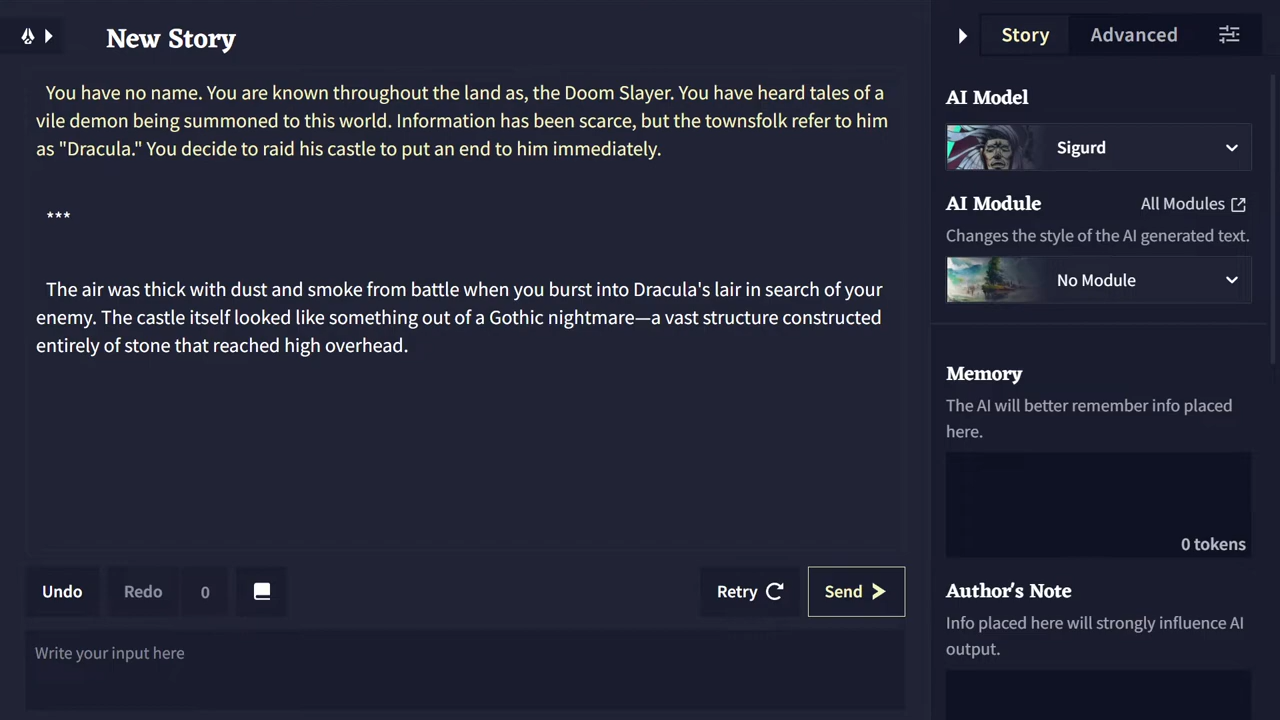 New Story
You have no name. You are known throughout the land as, the Doom Slayer. You have heard tales of a
vile demon being summoned to this world. Information has been scarce, but the townsfolk refer to him
as "Dracula." You decide to raid his castle to put an end to him immediately.
***
The air was thick with dust and smoke from battle when you burst into Dracula's lair in search of your
enemy. The castle itself looked like something out of a Gothic nightmare—a vast structure constructed
entirely of stone that reached high overhead.
Undo
Redo
0
Retry
Send
Write your input here
Story
Advanced
AI Model
Sigurd
AI Module
All Modules
Changes the style of the AI generated text.
No Module
Memory
The AI will better remember info placed
here.
0 tokens
Author's Note
Info placed here will strongly influence AI
output.